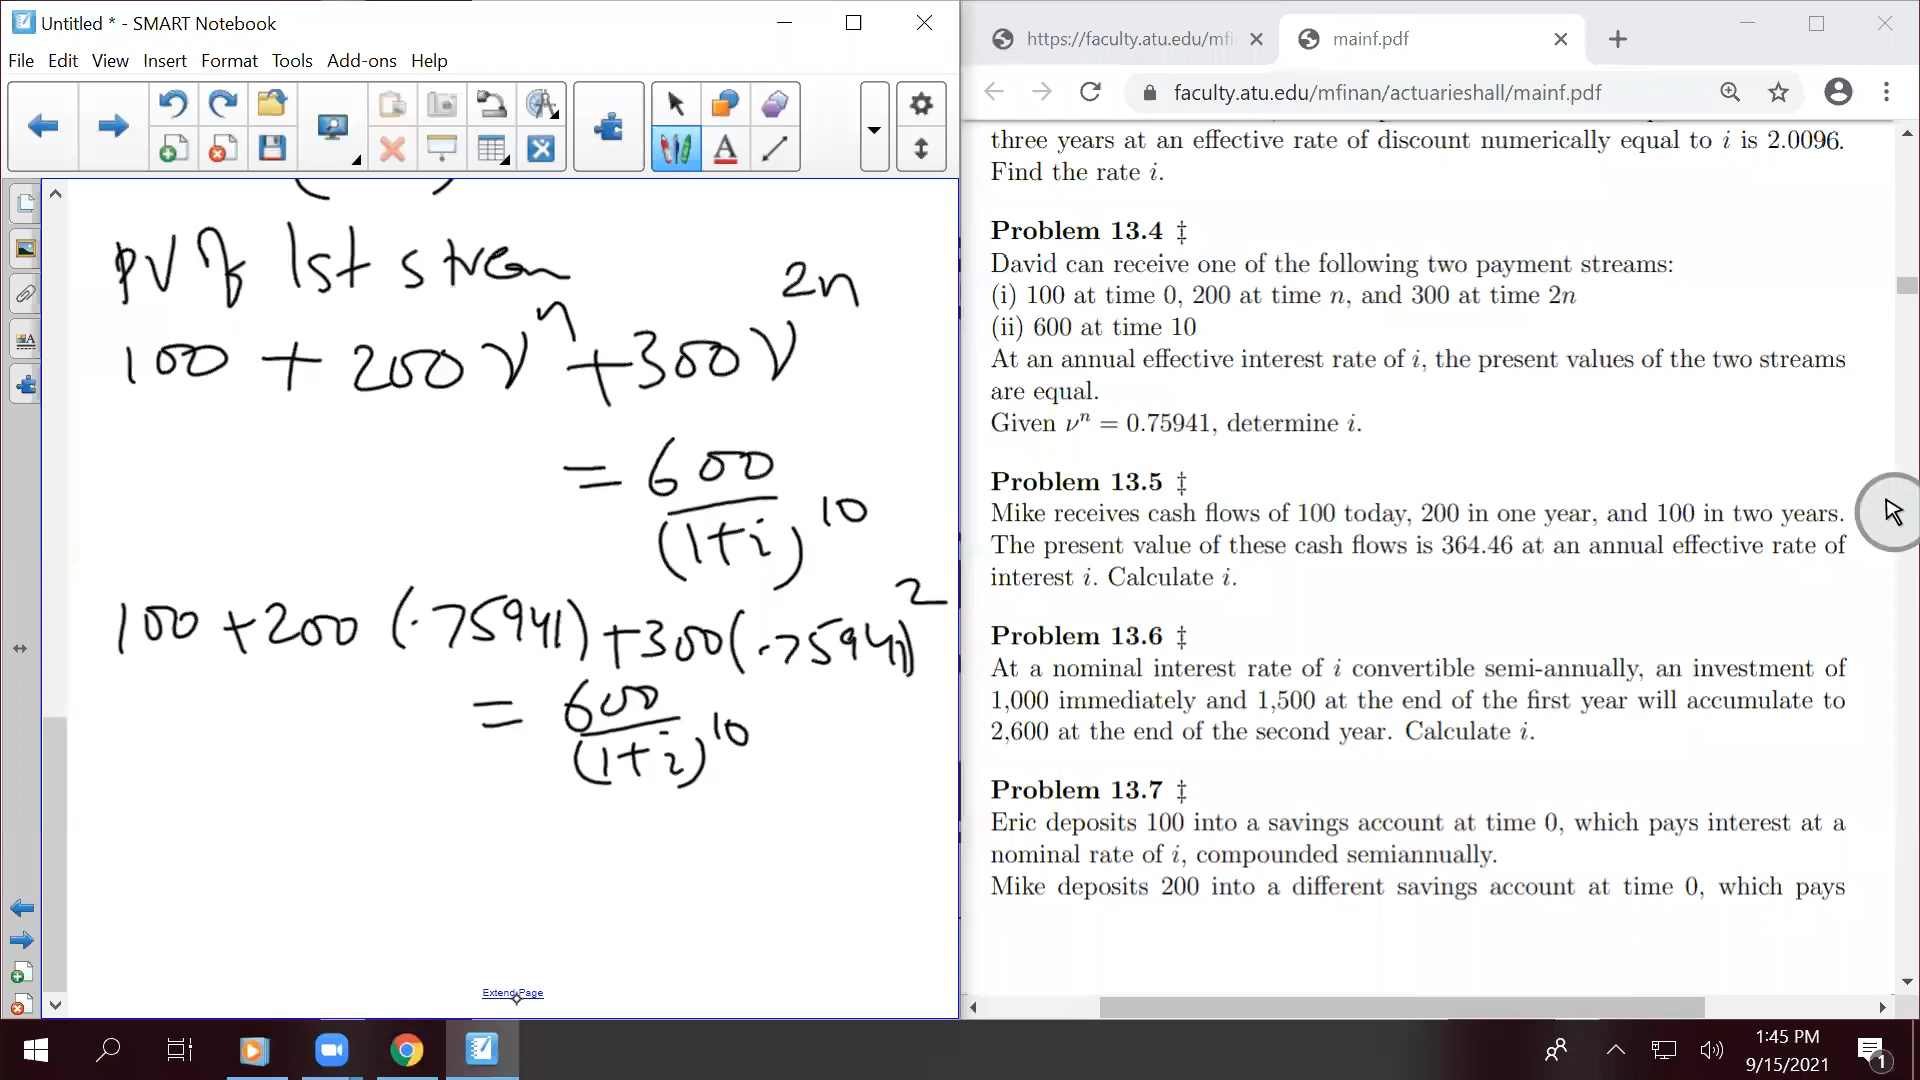 Untitled * - SMART Notebook
File Edit View Insert Format Tools Add-ons Help
PV of 1st stream
100 + 200 v^n + 300 v^2n
= 600 / (1+i)^10
100 + 200 (.75941) + 300 (.75941)^2
= 600 / (1+i)^10
Extend Page
https://faculty.atu.edu/mfi
mainf.pdf
faculty.atu.edu/mfinan/actuarieshall/mainf.pdf
three years at an effective rate of discount numerically equal to i is 2.0096.
Find the rate i.
Problem 13.4 ‡
David can receive one of the following two payment streams:
(i) 100 at time 0, 200 at time n, and 300 at time 2n
(ii) 600 at time 10
At an annual effective interest rate of i, the present values of the two streams
are equal.
Given ν^n = 0.75941, determine i.
Problem 13.5 ‡
Mike receives cash flows of 100 today, 200 in one year, and 100 in two years.
The present value of these cash flows is 364.46 at an annual effective rate of
interest i. Calculate i.
Problem 13.6 ‡
At a nominal interest rate of i convertible semi-annually, an investment of
1,000 immediately and 1,500 at the end of the first year will accumulate to
2,600 at the end of the second year. Calculate i.
Problem 13.7 ‡
Eric deposits 100 into a savings account at time 0, which pays interest at a
nominal rate of i, compounded semiannually.
Mike deposits 200 into a different savings account at time 0, which pays
1:45 PM
9/15/2021
1